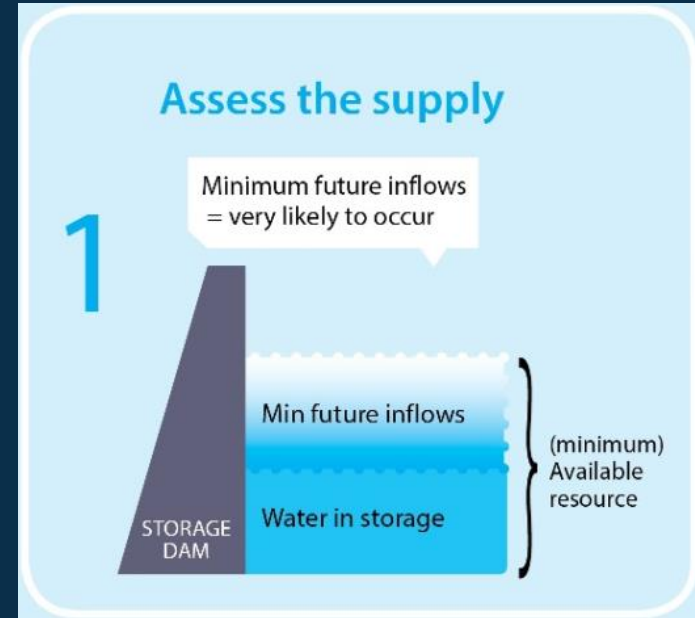 Assess the supply
Minimum future inflows
= very likely to occur
1
Min future inflows
(minimum)
Available
resource
Water in storage
STORAGE
DAM